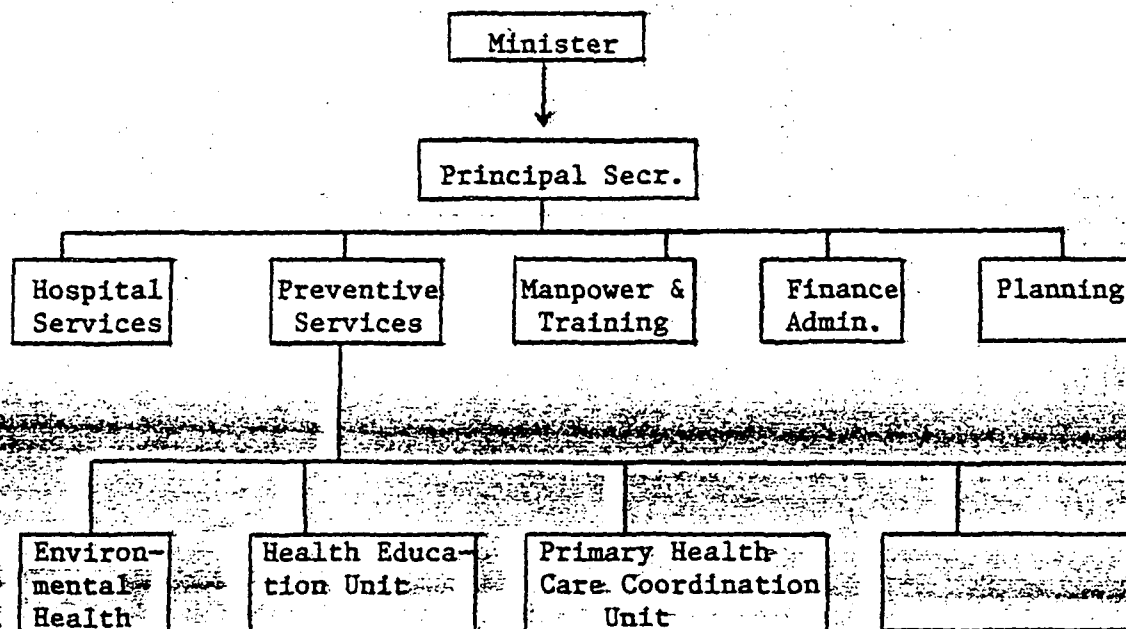 Minister
Principal Secr.
Hospital
Services
Preventive
Services
Manpower &
Training
Finance
Admin.
Planning
Environ-
mental
Health
Health Educa-
tion Unit
Primary Health
Care Coordination
Unit